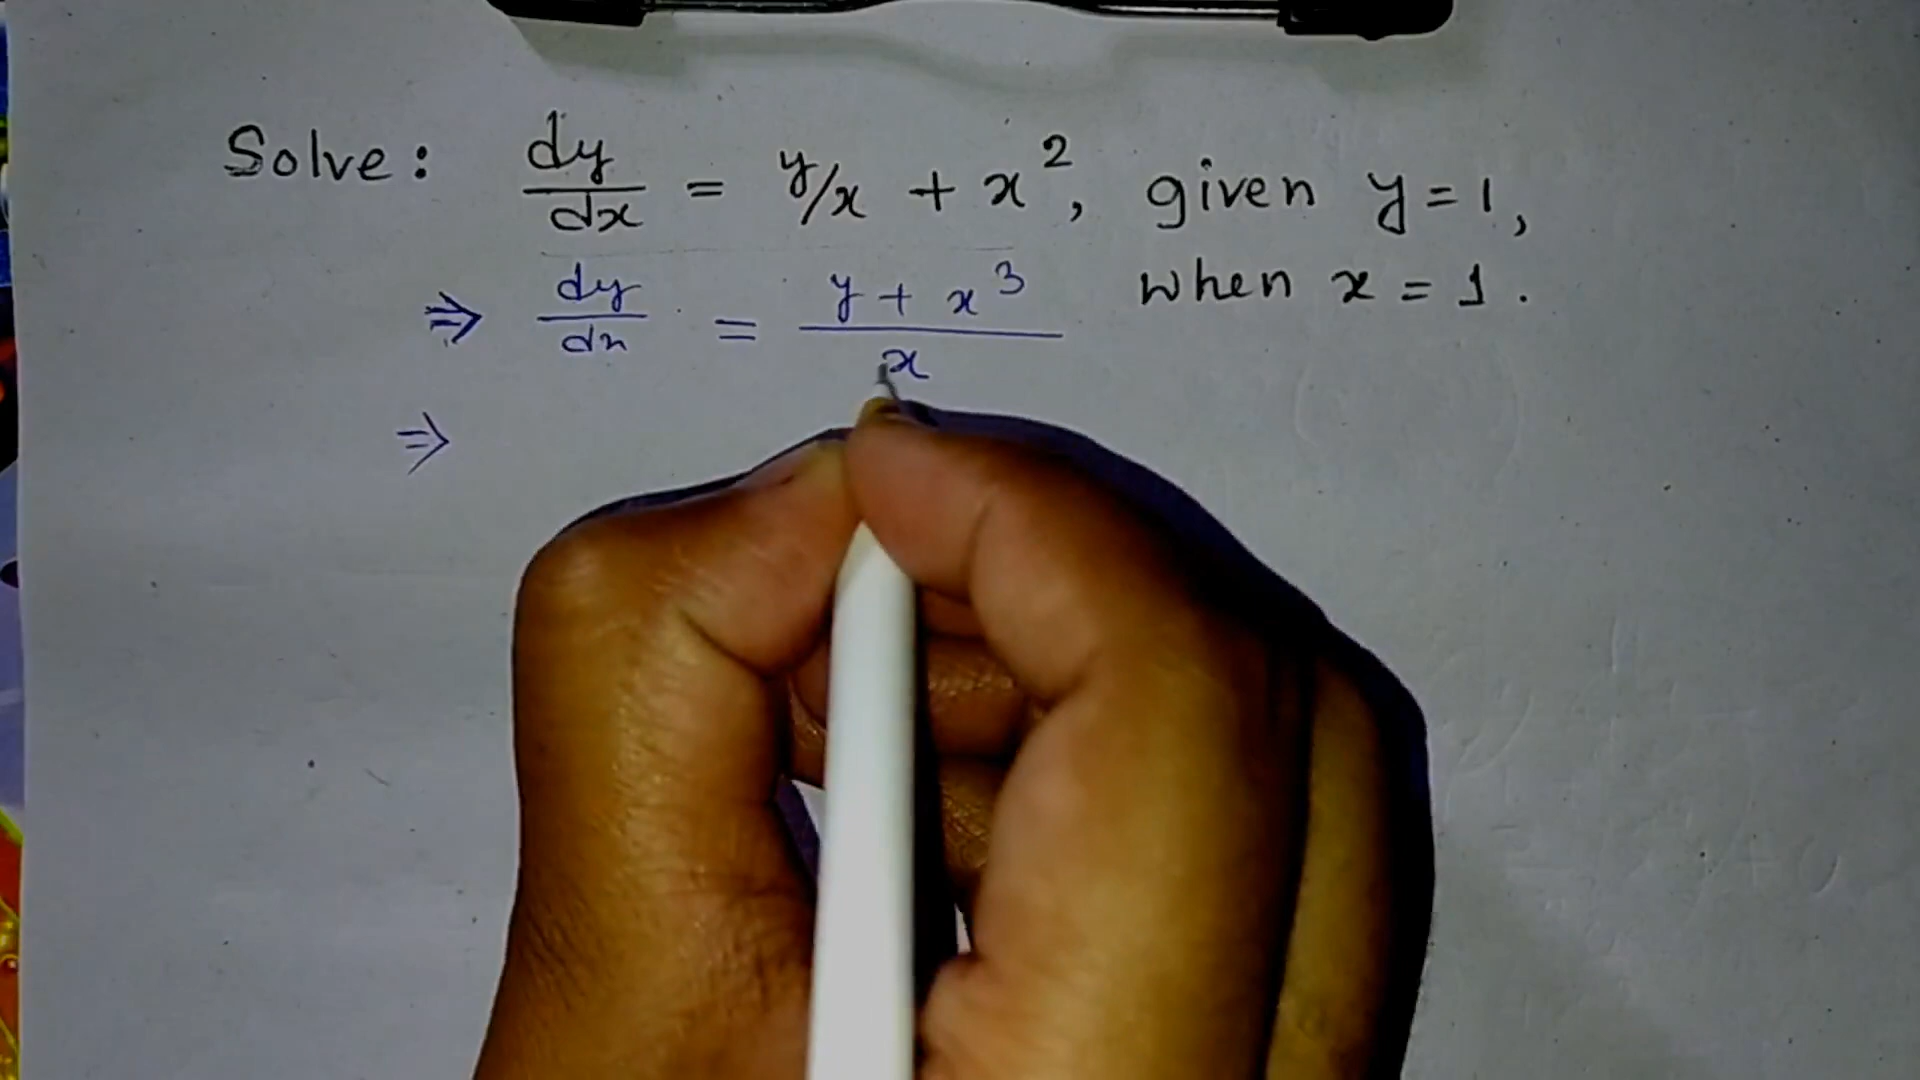 Solve: dy/dx = y/x + x², given y=1,
when x = 1.
⇒ dy/dx = (y + x³)/x
⇒